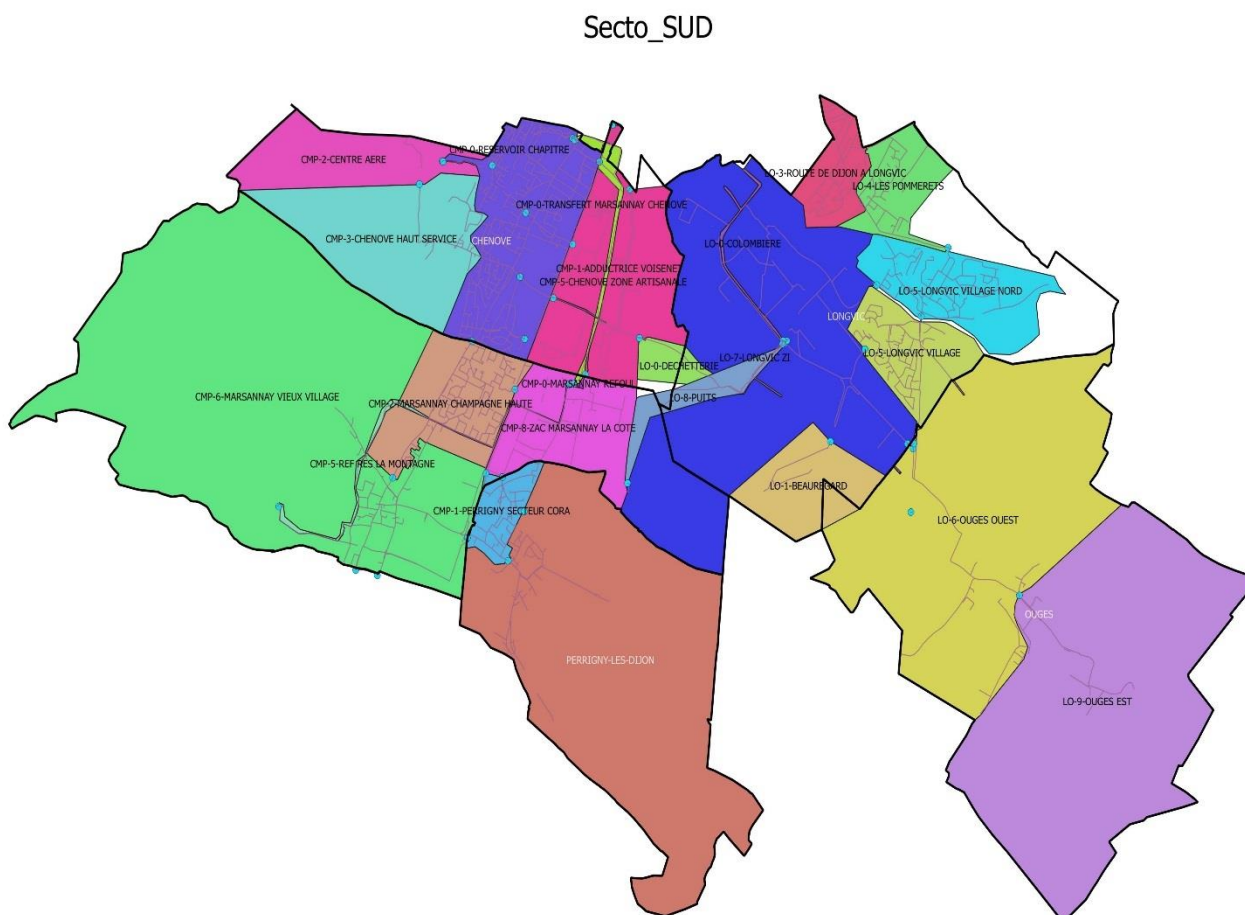 Secto_SUD
CMP-2-CENTRE AERE
CMP-0-RESERVOIR CHAPITRE
LO-3-ROUTE DE DIJON A LONGVIC
LO-4-LES POMMERETS
CMP-0-TRANSFERT MARSANNAY CHENOVE
CMP-3-CHENOVE HAUT SERVICE
CHENOVE
LO-0-COLOMBIERE
CMP-1-ADDUCTRICE VOISENET
CMP-5-CHENOVE ZONE ARTISANALE
LO-5-LONGVIC VILLAGE NORD
LONGVIC
LO-5-LONGVIC VILLAGE
LO-7-LONGVIC ZI
LO-0-DECHETTERIE
CMP-0-MARSANNAY REFOUL
CMP-6-MARSANNAY VIEUX VILLAGE
LO-8-PUITS
CMP-7-MARSANNAY CHAMPAGNE HAUTE
CMP-8-ZAC MARSANNAY LA COTE
CMP-5-REF RES LA MONTAGNE
LO-1-BEAUREGARD
CMP-1-PERRIGNY SECTEUR CORA
LO-6-OUGES OUEST
OUGES
PERRIGNY-LES-DIJON
LO-9-OUGES EST